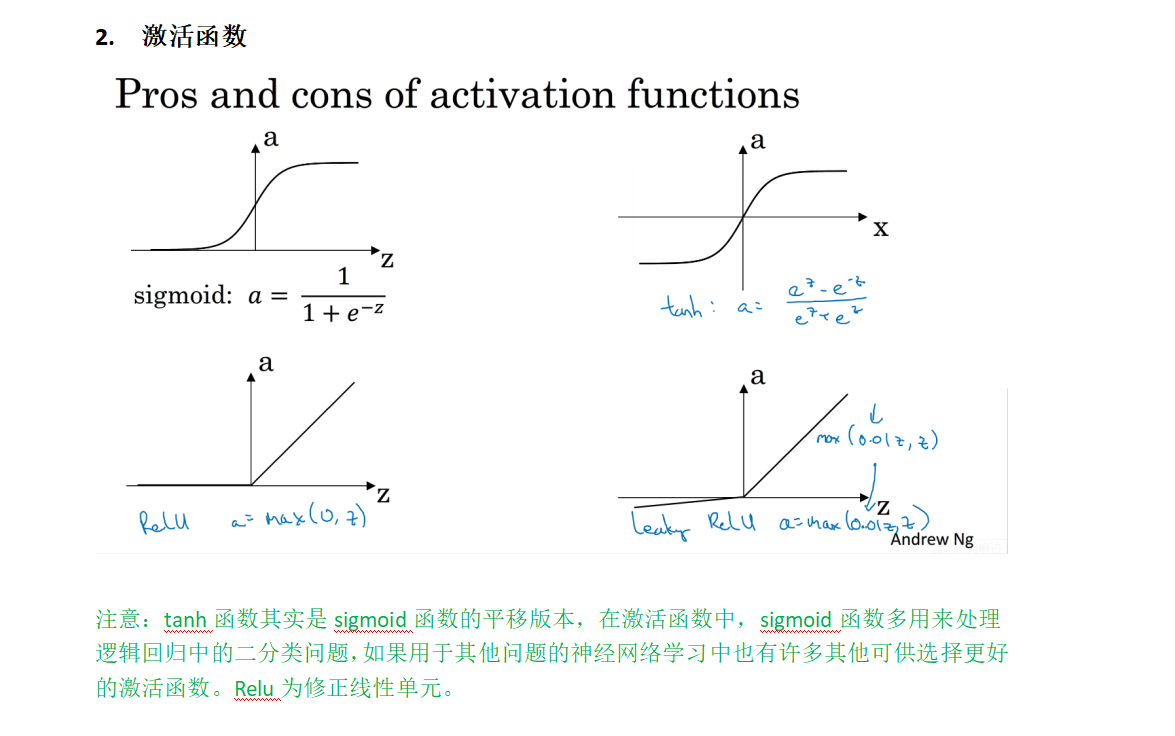 2. 激活函数
Pros and cons of activation functions
a
z
sigmoid: a = 1 / (1 + e^−z)
a
x
tanh: a = (e^z - e^-z) / (e^z + e^z)
a
z
ReLU a = max(0, z)
a
max (0.01z, z)
z
Leaky ReLU a=max(0.01z, z)
Andrew Ng
注意：tanh 函数其实是 sigmoid 函数的平移版本，在激活函数中，sigmoid 函数多用来处理
逻辑回归中的二分类问题，如果用于其他问题的神经网络学习中也有许多其他可供选择更好
的激活函数。Relu 为修正线性单元。